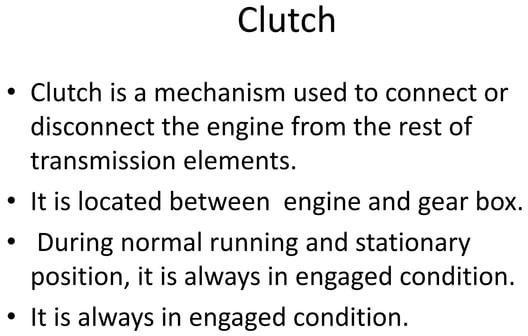 Clutch
• Clutch is a mechanism used to connect or
disconnect the engine from the rest of
transmission elements.
• It is located between  engine and gear box.
•  During normal running and stationary
position, it is always in engaged condition.
• It is always in engaged condition.